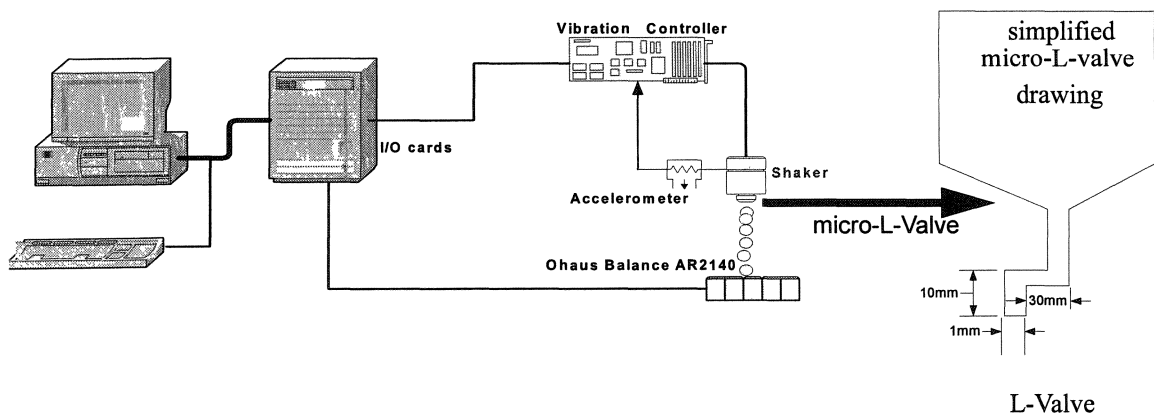 Vibration Controller
simplified
micro-L-valve
drawing
I/O cards
Shaker
Accelerometer
micro-L-Valve
Ohaus Balance AR2140
10mm
30mm
1mm
L-Valve